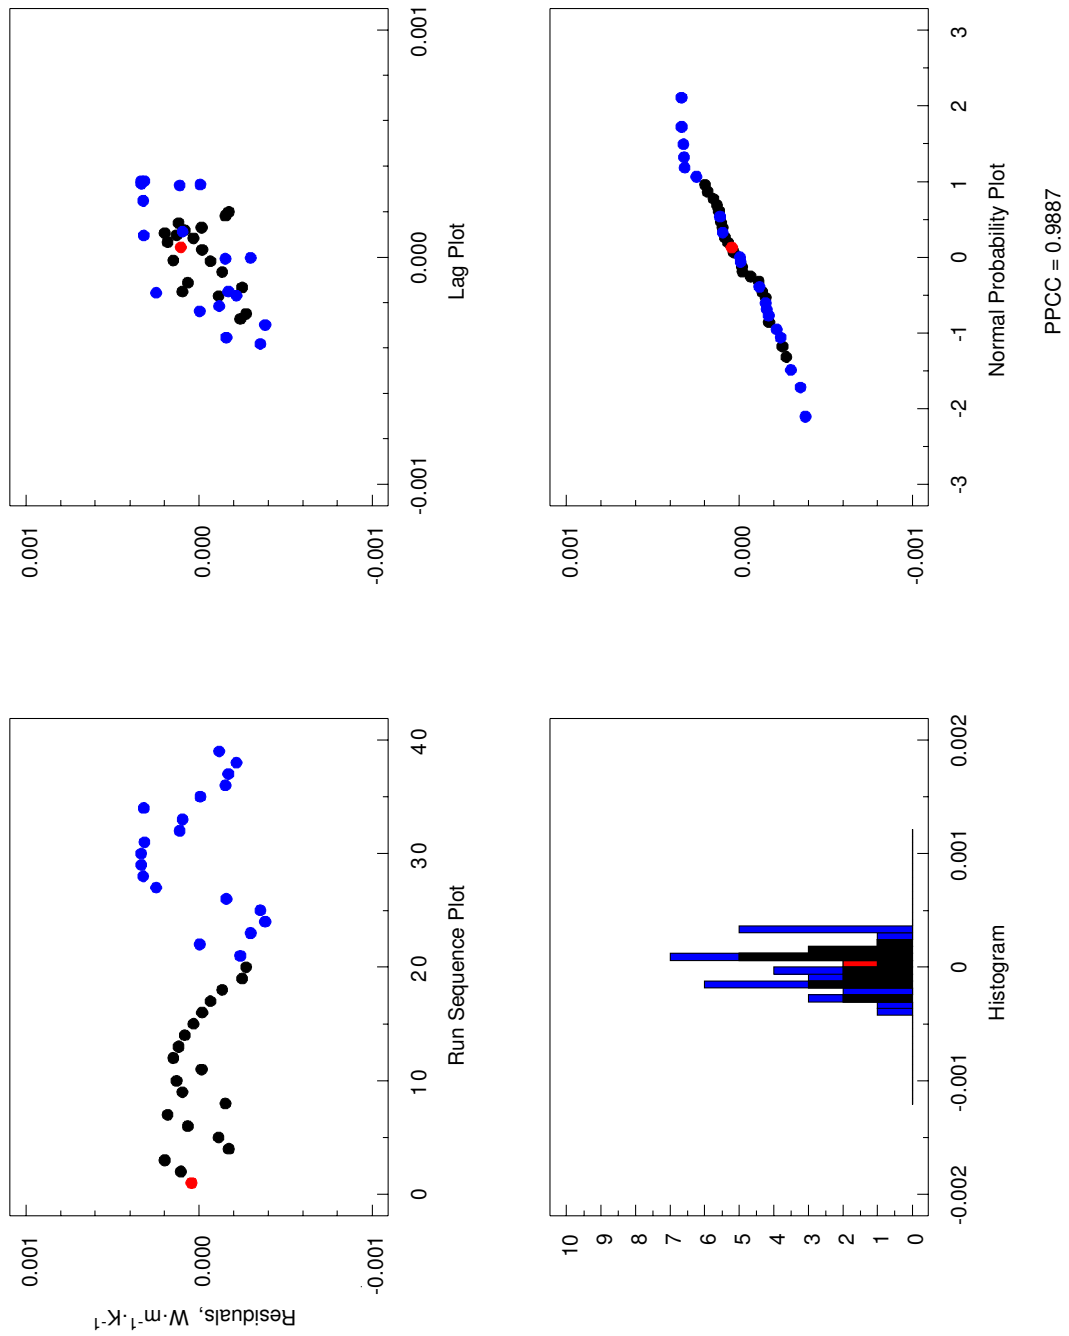 Residuals, W·m⁻¹·K⁻¹
0.001
0.000
-0.001
0 10 20 30 40
Run Sequence Plot
0.001
0.000
-0.001
-0.001 0.000 0.001
Lag Plot
10
9
8
7
6
5
4
3
2
1
0
-0.002 -0.001 0 0.001 0.002
Histogram
0.001
0.000
-0.001
-3 -2 -1 0 1 2 3
Normal Probability Plot
PPCC = 0.9887